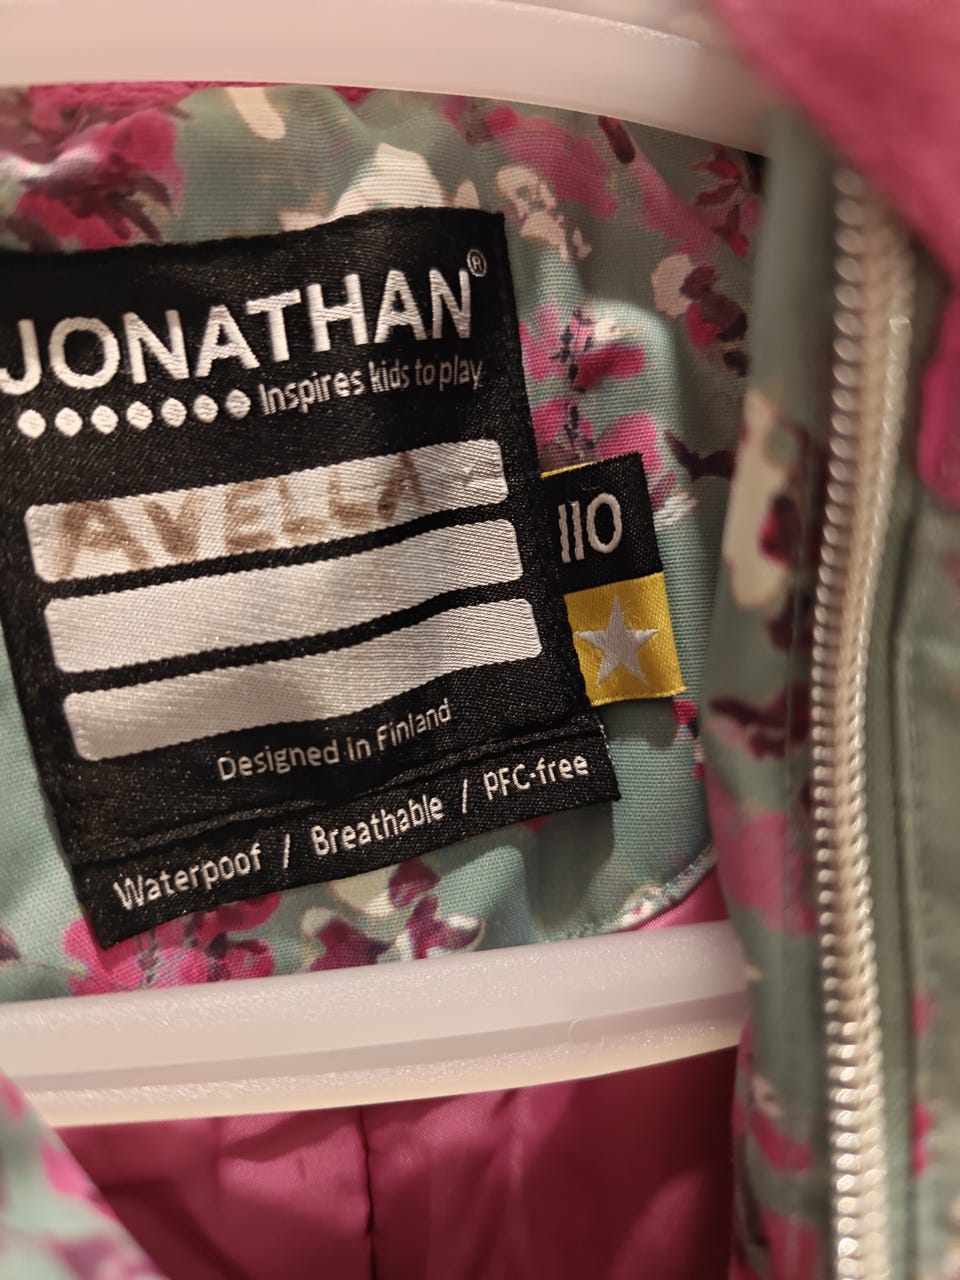 JONATHAN®
Inspires kids to play
AVELLA
110
Designed in Finland
Waterpoof / Breathable / PFC-free